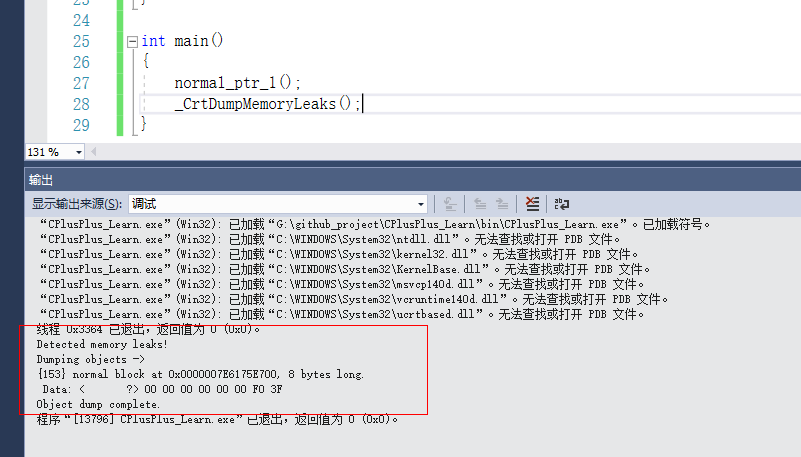 23 }
24
25 int main()
26 {
27 normal_ptr_1();
28 _CrtDumpMemoryLeaks();
29 }
131 %
输出
显示输出来源(S): 调试
“CPlusPlus_Learn.exe”(Win32): 已加载“G:\github_project\CPlusPlus_Learn\bin\CPlusPlus_Learn.exe”。已加载符号。
“CPlusPlus_Learn.exe”(Win32): 已加载“C:\WINDOWS\System32\ntdll.dll”。无法查找或打开 PDB 文件。
“CPlusPlus_Learn.exe”(Win32): 已加载“C:\WINDOWS\System32\kernel32.dll”。无法查找或打开 PDB 文件。
“CPlusPlus_Learn.exe”(Win32): 已加载“C:\WINDOWS\System32\KernelBase.dll”。无法查找或打开 PDB 文件。
“CPlusPlus_Learn.exe”(Win32): 已加载“C:\WINDOWS\System32\msvcp140d.dll”。无法查找或打开 PDB 文件。
“CPlusPlus_Learn.exe”(Win32): 已加载“C:\WINDOWS\System32\vcruntime140d.dll”。无法查找或打开 PDB 文件。
“CPlusPlus_Learn.exe”(Win32): 已加载“C:\WINDOWS\System32\ucrtbased.dll”。无法查找或打开 PDB 文件。
线程 0x3364 已退出，返回值为 0 (0x0)。
Detected memory leaks!
Dumping objects ->
{153} normal block at 0x0000007E6175E700, 8 bytes long.
Data: <      ?> 00 00 00 00 00 00 F0 3F
Object dump complete.
程序“[13796] CPlusPlus_Learn.exe”已退出，返回值为 0 (0x0)。